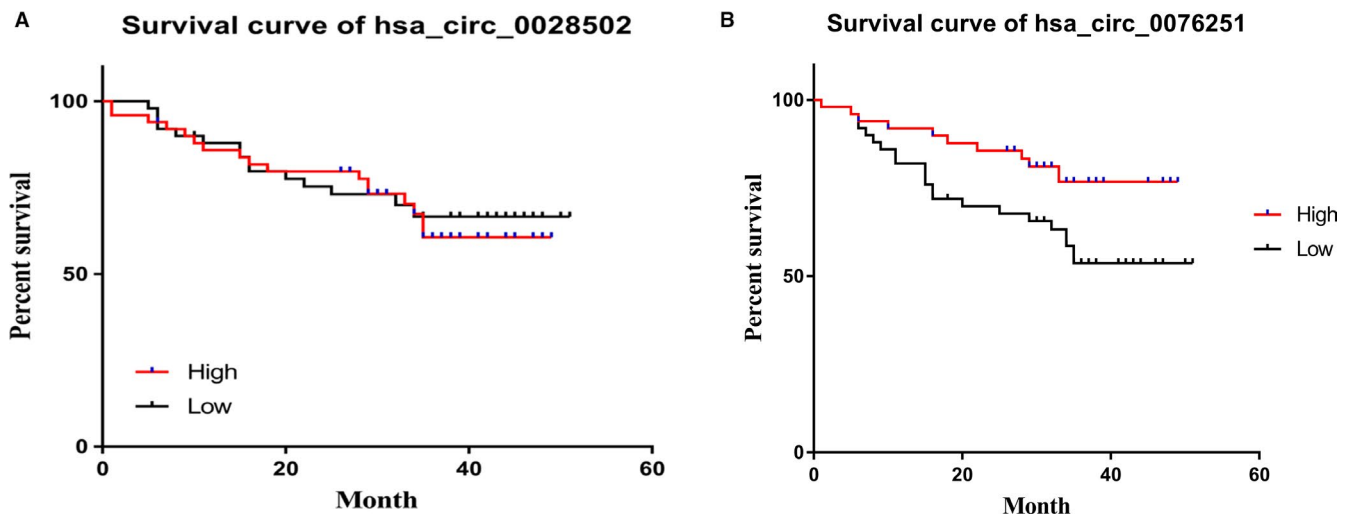 A
Survival curve of hsa_circ_0028502
Percent survival
100
50
0
High
Low
0 20 40 60
Month
B
Survival curve of hsa_circ_0076251
Percent survival
100
50
0
High
Low
0 20 40 60
Month